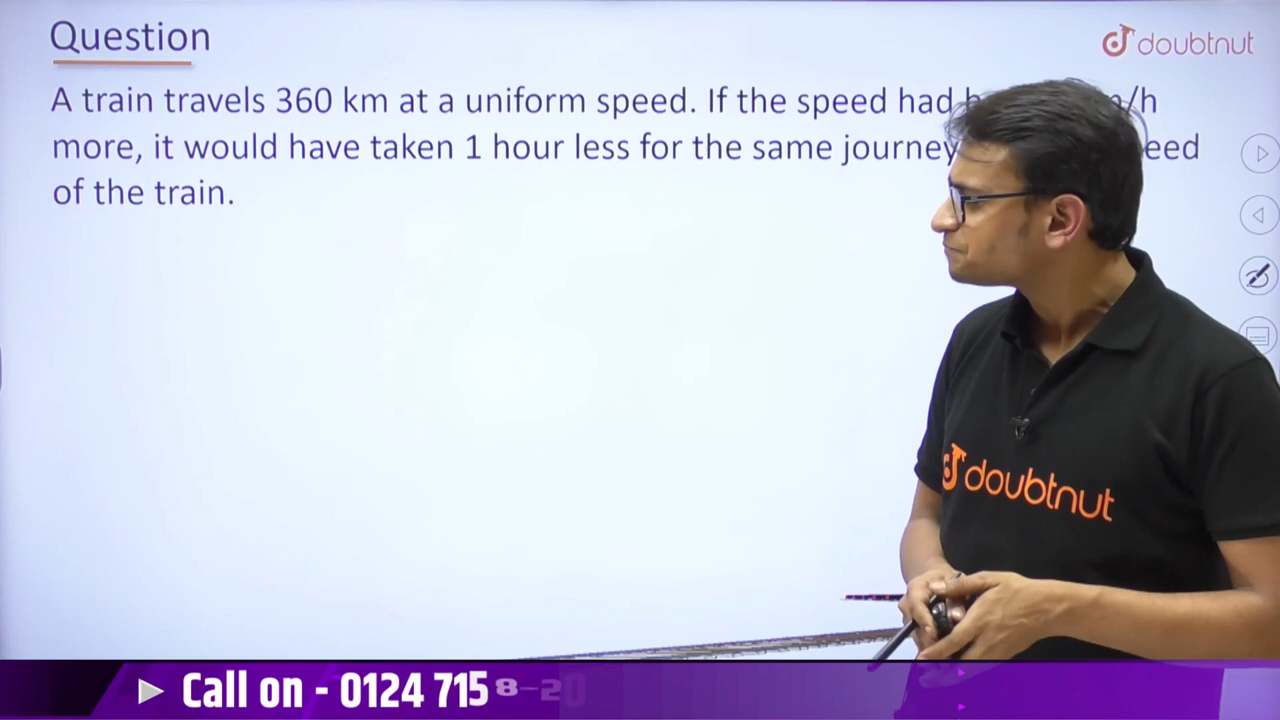 Question
doubtnut
A train travels 360 km at a uniform speed. If the speed had
more, it would have taken 1 hour less for the same journey
of the train.
doubtnut
Call on - 0124 715